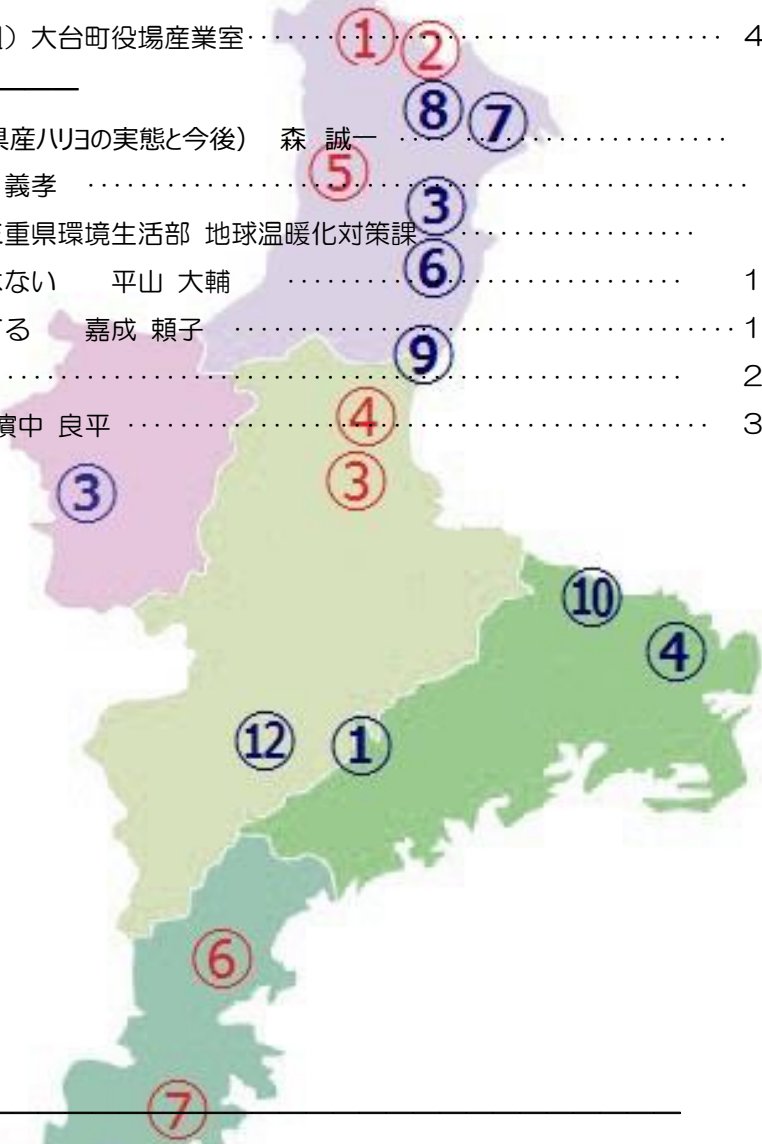 ）大台町役場産業室‥‥‥‥‥‥‥‥‥‥‥‥‥‥‥‥ 4
① ②
⑧ ⑦
県産ハリヨの実態と今後） 森 誠一 ‥‥‥‥‥‥‥‥‥
⑤
義孝 ‥‥‥‥‥‥‥‥‥‥‥‥‥‥‥‥‥‥‥‥‥
③
三重県環境生活部 地球温暖化対策課‥‥‥‥‥‥‥‥‥
⑥
ない 平山 大輔 ‥‥‥‥‥‥‥‥‥‥‥‥‥ 1
てる 嘉成 頼子 ‥‥‥‥‥‥‥‥‥‥‥‥‥‥‥‥ 1
⑨
‥‥‥‥‥‥‥‥‥‥‥‥‥‥‥‥‥‥‥‥‥ 2
④
濱中 良平 ‥‥‥‥‥‥‥‥‥‥‥‥‥‥‥‥‥‥ 3
③ ③
⑩
④
⑫ ①
⑥
⑦